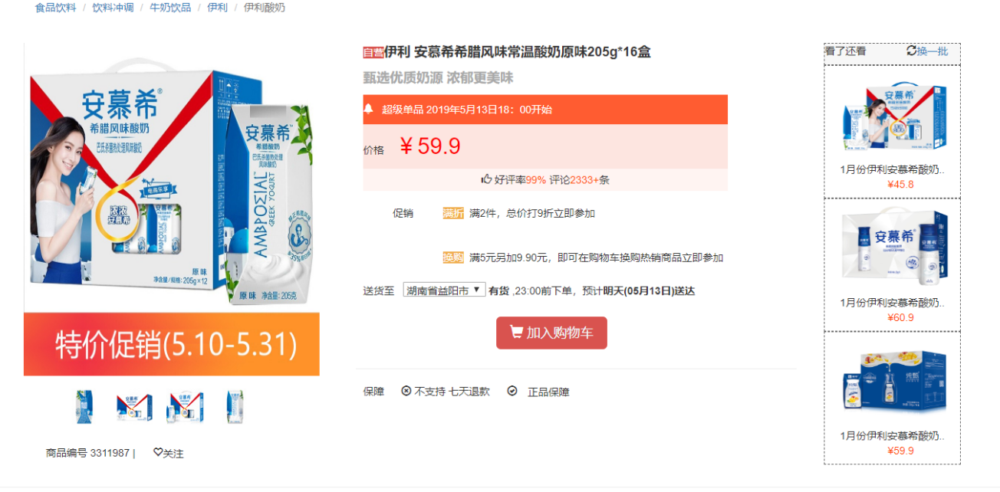 食品饮料 / 饮料冲调 / 牛奶饮品 / 伊利 / 伊利酸奶
安慕希®
希腊风味酸奶
巴氏杀菌热处理风味酸奶
电商乐享
浓浓
安慕希
原味
净含量/规格: 205g×12
安慕希™
希腊酸奶
巴氏杀菌热处理
风味酸奶
AMBPOΣIAL
GREEK YOGURT
原味 净含量: 205克
特价促销(5.10-5.31)
商品编号 3311987 | 关注
自营伊利 安慕希希腊风味常温酸奶原味205g*16盒
甄选优质奶源 浓郁更美味
超级单品 2019年5月13日18：00开始
价格 ￥59.9
好评率99% 评论2333+条
促销 满折 满2件，总价打9折立即参加
换购 满5元另加9.90元，即可在购物车换购热销商品立即参加
送货至 湖南省益阳市 ▼ 有货 ,23:00前下单，预计明天(05月13日)送达
加入购物车
保障 不支持 七天退款 正品保障
看了还看 换一批
安慕希
1月份伊利安慕希酸奶..
¥45.8
安慕希
1月份伊利安慕希酸奶..
¥60.9
纯甄
1月份伊利安慕希酸奶..
¥59.9